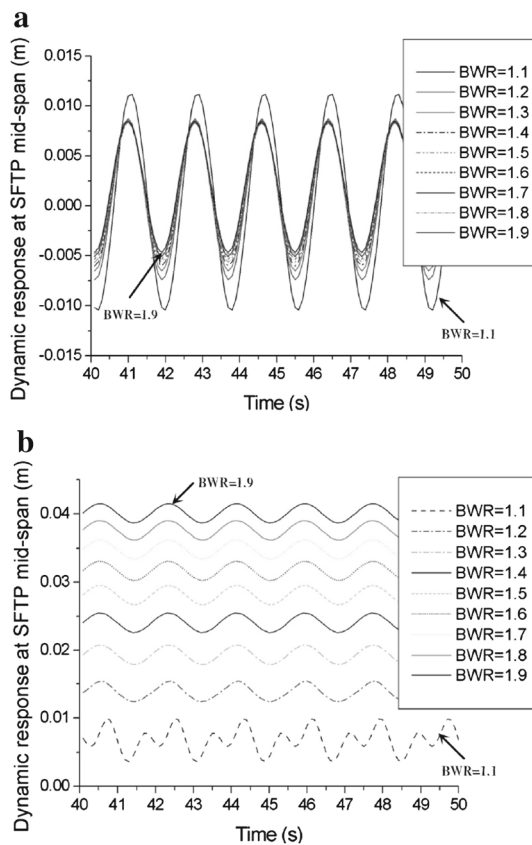 a
Dynamic response at SFTP mid-span (m)
0.015
0.010
0.005
0.000
-0.005
-0.010
-0.015
BWR=1.1
BWR=1.2
BWR=1.3
BWR=1.4
BWR=1.5
BWR=1.6
BWR=1.7
BWR=1.8
BWR=1.9
BWR=1.9
BWR=1.1
40 41 42 43 44 45 46 47 48 49 50
Time (s)
b
Dynamic response at SFTP mid-span (m)
0.04
0.03
0.02
0.01
0.00
BWR=1.9
BWR=1.1
BWR=1.2
BWR=1.3
BWR=1.4
BWR=1.5
BWR=1.6
BWR=1.7
BWR=1.8
BWR=1.9
BWR=1.1
40 41 42 43 44 45 46 47 48 49 50
Time (s)